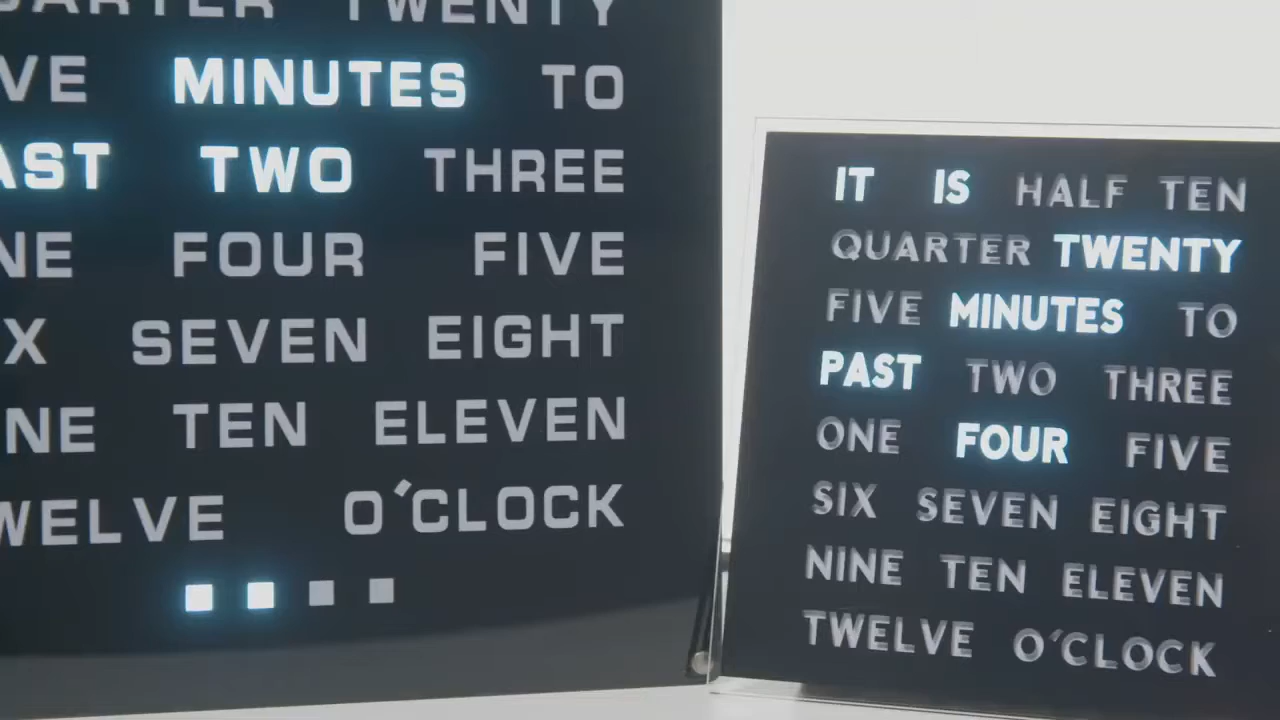 TWENTY
MINUTES TO
TWO THREE
FOUR FIVE
SEVEN EIGHT
TEN ELEVEN
O'CLOCK
IT IS HALF TEN
QUARTER TWENTY
FIVE MINUTES TO
PAST TWO THREE
ONE FOUR FIVE
SIX SEVEN EIGHT
NINE TEN ELEVEN
TWELVE O'CLOCK